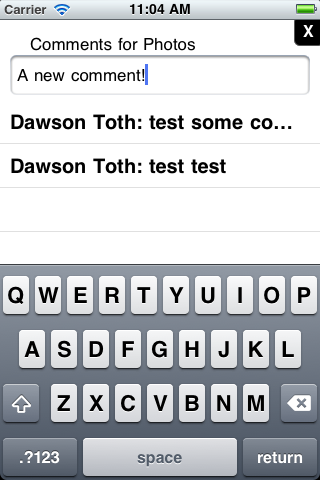 Carrier 11:04 AM
X
Comments for Photos
A new comment!
Dawson Toth: test some co...
Dawson Toth: test test
Q W E R T Y U I O P
A S D F G H J K L
Z X C V B N M
.?123 space return